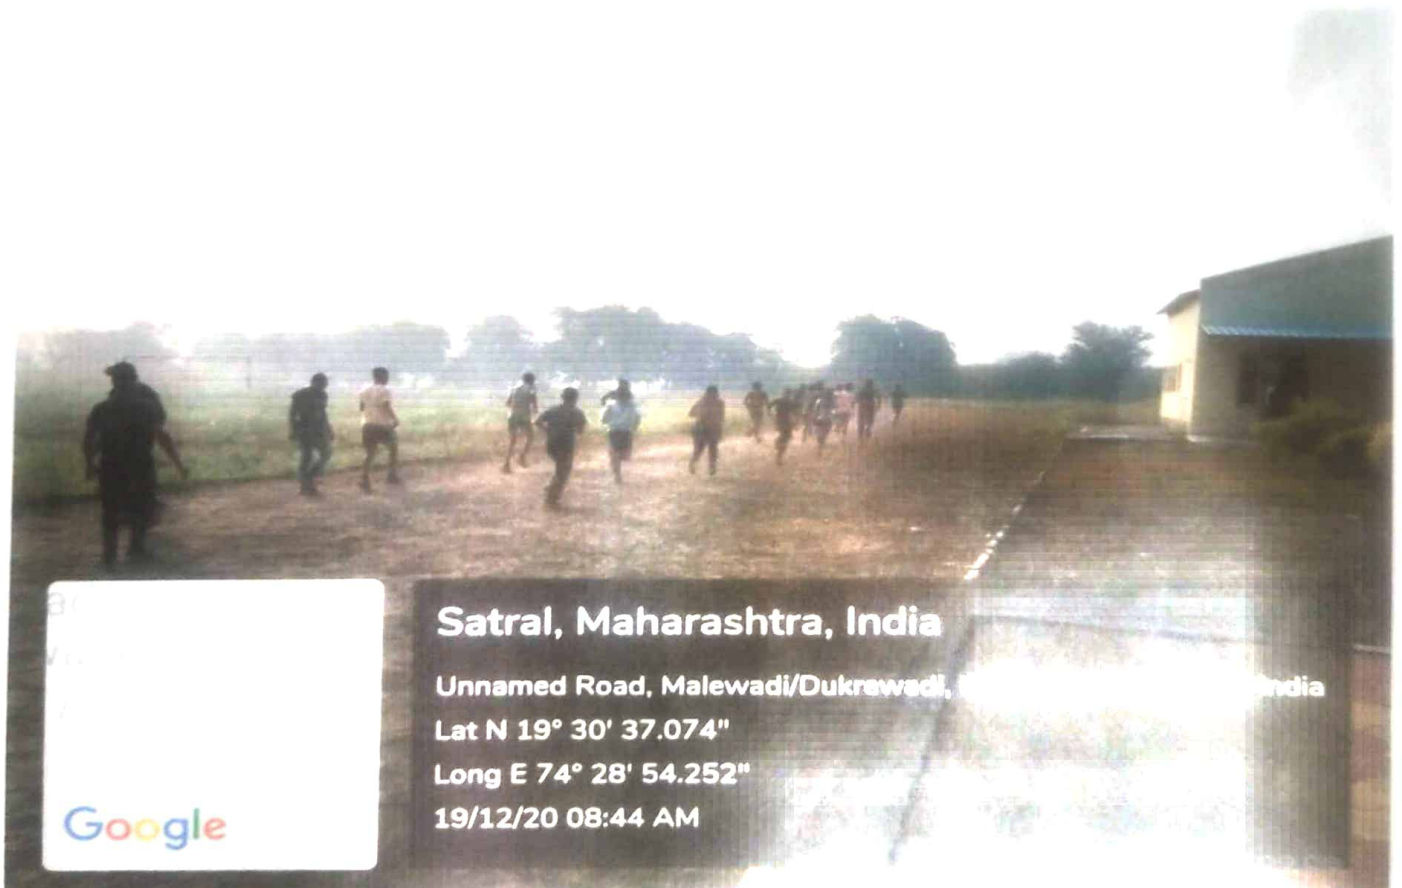 Google
Satral, Maharashtra, India
Unnamed Road, Malewadi/Dukrewadi, India
Lat N 19° 30' 37.074"
Long E 74° 28' 54.252"
19/12/20 08:44 AM